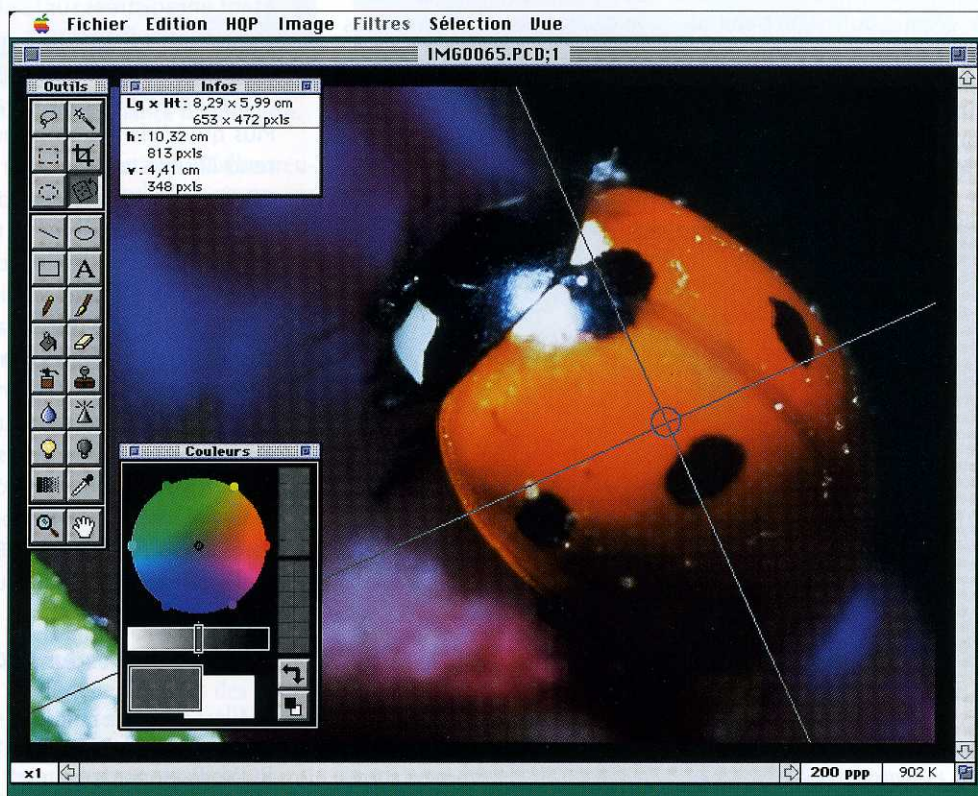 Fichier Edition HQP Image Filtres Sélection Vue
IMG0065.PCD;1
Outils
A
Infos
Lg x Ht: 8,29 x 5,99 cm
653 x 472 pxls
h: 10,32 cm
813 pxls
v: 4,41 cm
348 pxls
Couleurs
x1
200 ppp
902 K